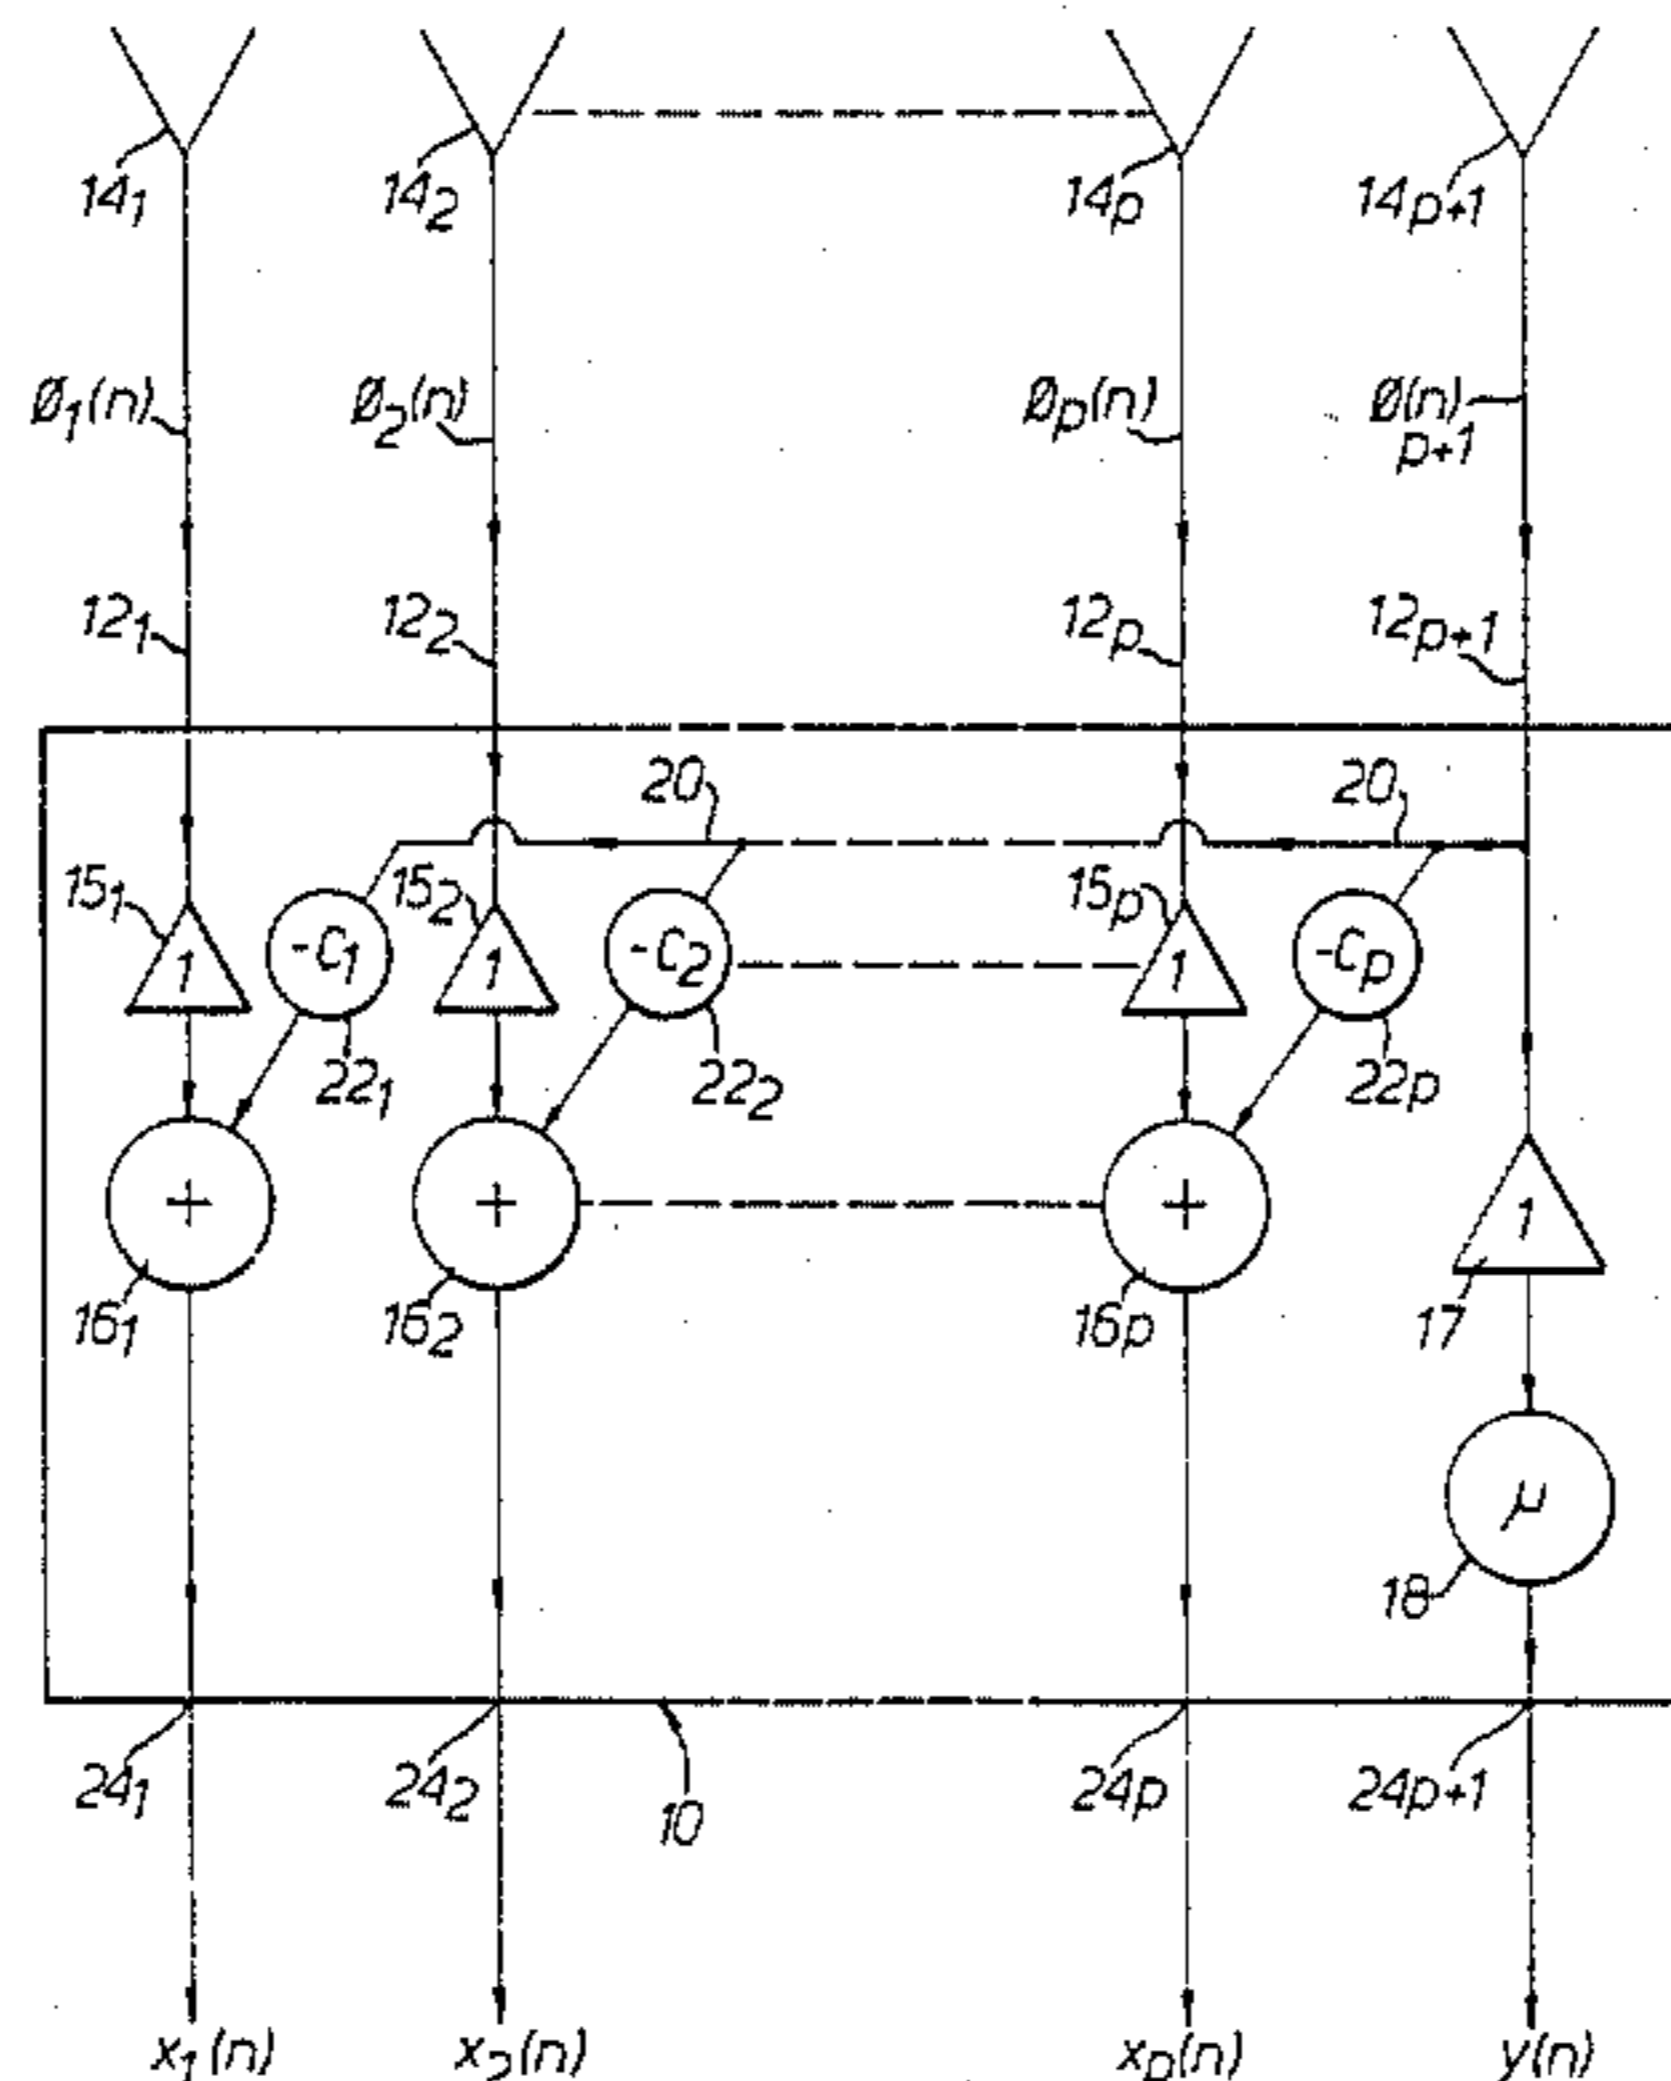 14₁ 14₂ 14p 14p+1
Ø₁(n) Ø₂(n) Øp(n) Ø(n)
p+1
12₁ 12₂ 12p 12p+1
20 20
15₁ 15₂ 15p
1 -C₁ 1 -C₂ 1 -Cp
22₁ 22₂ 22p
+ + + 1
16₁ 16₂ 16p 17
μ
18
24₁ 24₂ 24p 24p+1
10
x₁(n) x₂(n) xp(n) y(n)